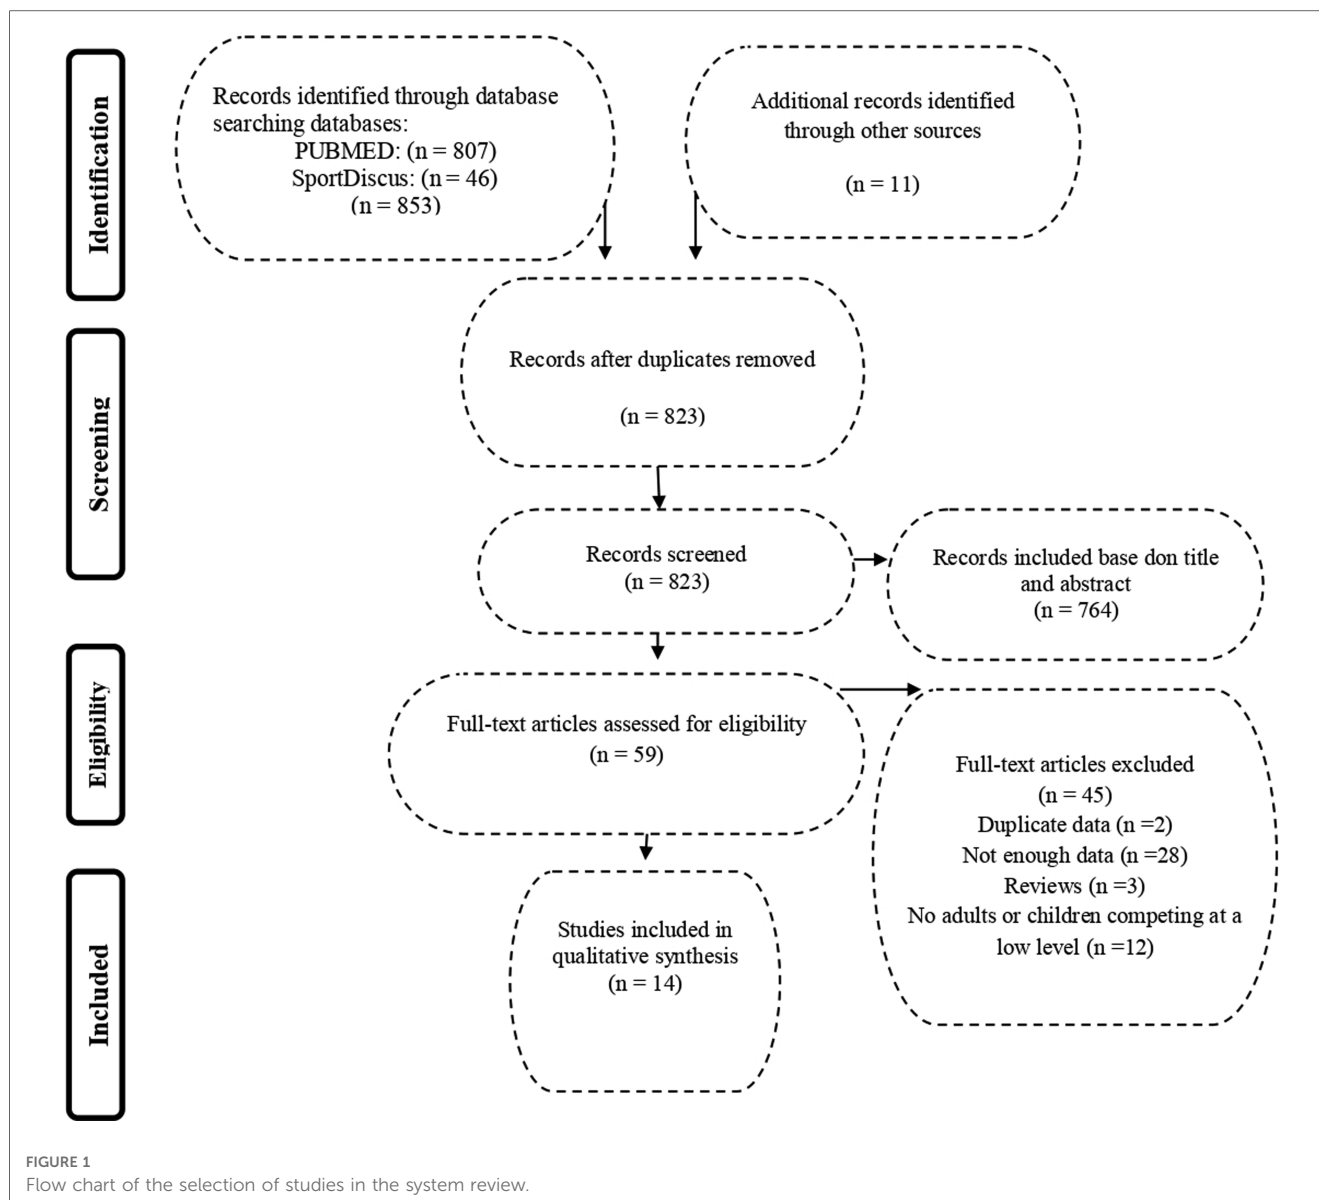 Identification
Records identified through database
searching databases:
PUBMED: (n = 807)
SportDiscus: (n = 46)
(n = 853)
Additional records identified
through other sources
(n = 11)
Screening
Records after duplicates removed
(n = 823)
Records screened
(n = 823)
Records included base don title
and abstract
(n = 764)
Eligibility
Full-text articles assessed for eligibility
(n = 59)
Full-text articles excluded
(n = 45)
Duplicate data (n =2)
Not enough data (n =28)
Reviews (n =3)
No adults or children competing at a
low level (n =12)
Included
Studies included in
qualitative synthesis
(n = 14)
FIGURE 1
Flow chart of the selection of studies in the system review.